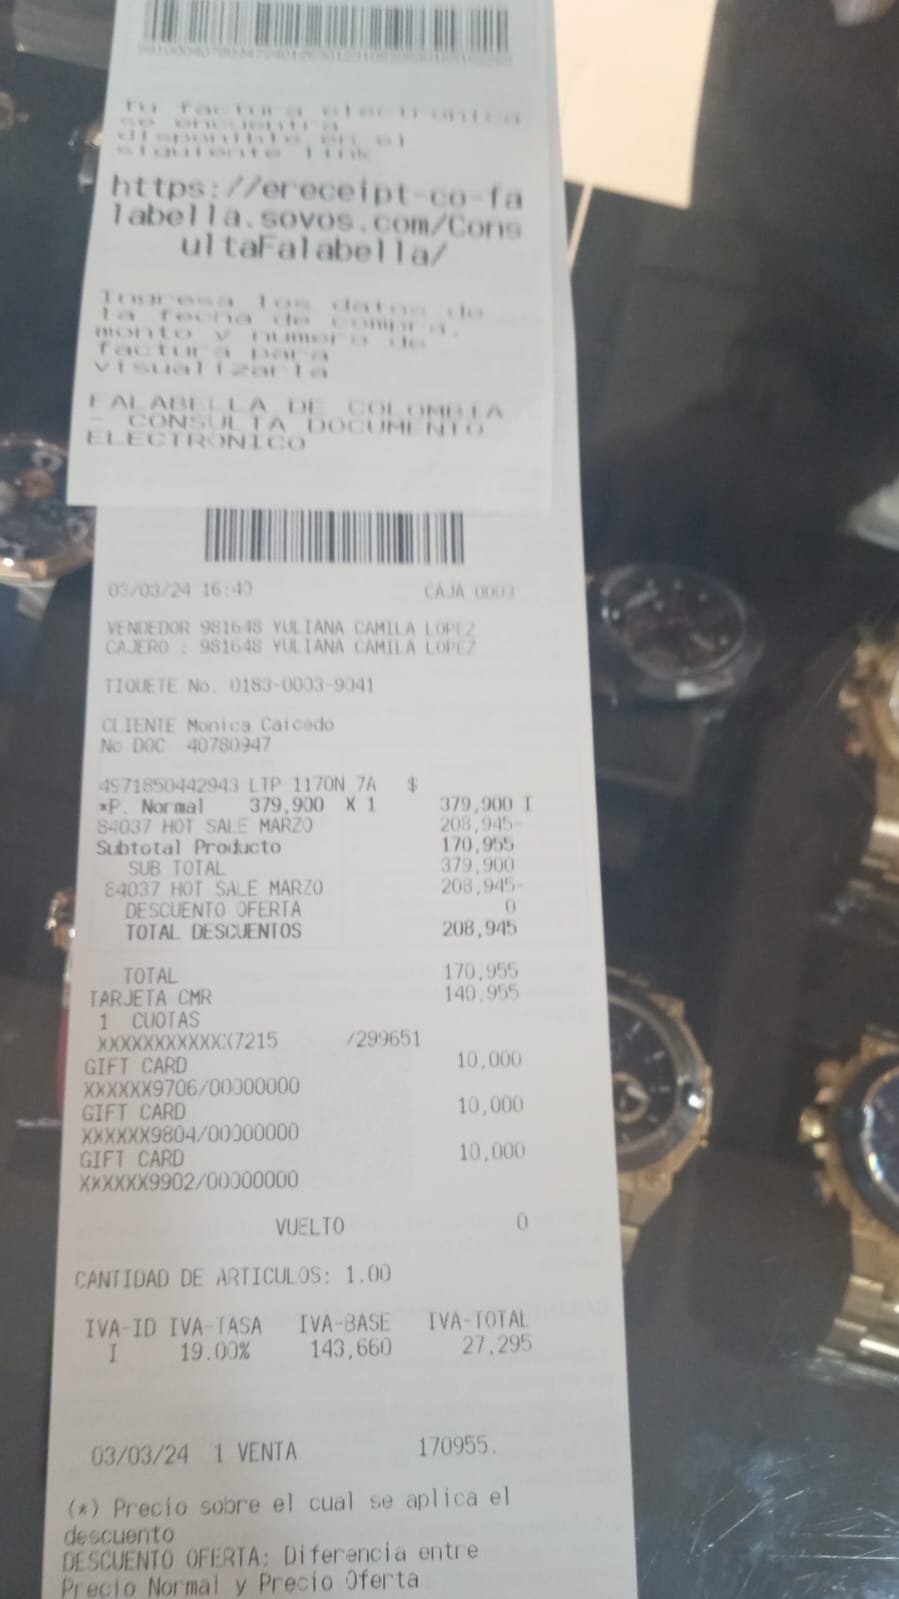 Tu factura electronica
se encuentra
disponible en el
siguiente link
https://ereceipt-co-fa
labella.sovos.com/Cons
ultaFalabella/
Ingresa los datos de
la fecha de compra,
monto y numero de
factura para
visualizarla
FALABELLA DE COLOMBIA
- CONSULTA DOCUMENTO
ELECTRONICO
03/03/24 16:40 CAJA 0003
VENDEDOR 981648 YULIANA CAMILA LOPEZ
CAJERO : 981648 YULIANA CAMILA LOPEZ
TIQUETE No. 0183-0003-9041
CLIENTE Monica Caicedo
No DOC 40780947
4971850442943 LTP 1170N 7A $
*P. Normal 379,900 X 1 379,900 I
84037 HOT SALE MARZO 208,945-
Subtotal Producto 170,955
SUB TOTAL 379,900
84037 HOT SALE MARZO 208,945-
DESCUENTO OFERTA 0
TOTAL DESCUENTOS 208,945
TOTAL 170,955
TARJETA CMR 140,955
1 CUOTAS
XXXXXXXXXXXX7215 /299651
GIFT CARD 10,000
XXXXXX9706/00000000
GIFT CARD 10,000
XXXXXX9804/00000000
GIFT CARD 10,000
XXXXXX9902/00000000
VUELTO 0
CANTIDAD DE ARTICULOS: 1.00
IVA-ID IVA-TASA IVA-BASE IVA-TOTAL
I 19.00% 143,660 27,295
03/03/24 1 VENTA 170955.
(*) Precio sobre el cual se aplica el
descuento
DESCUENTO OFERTA: Diferencia entre
Precio Normal y Precio Oferta